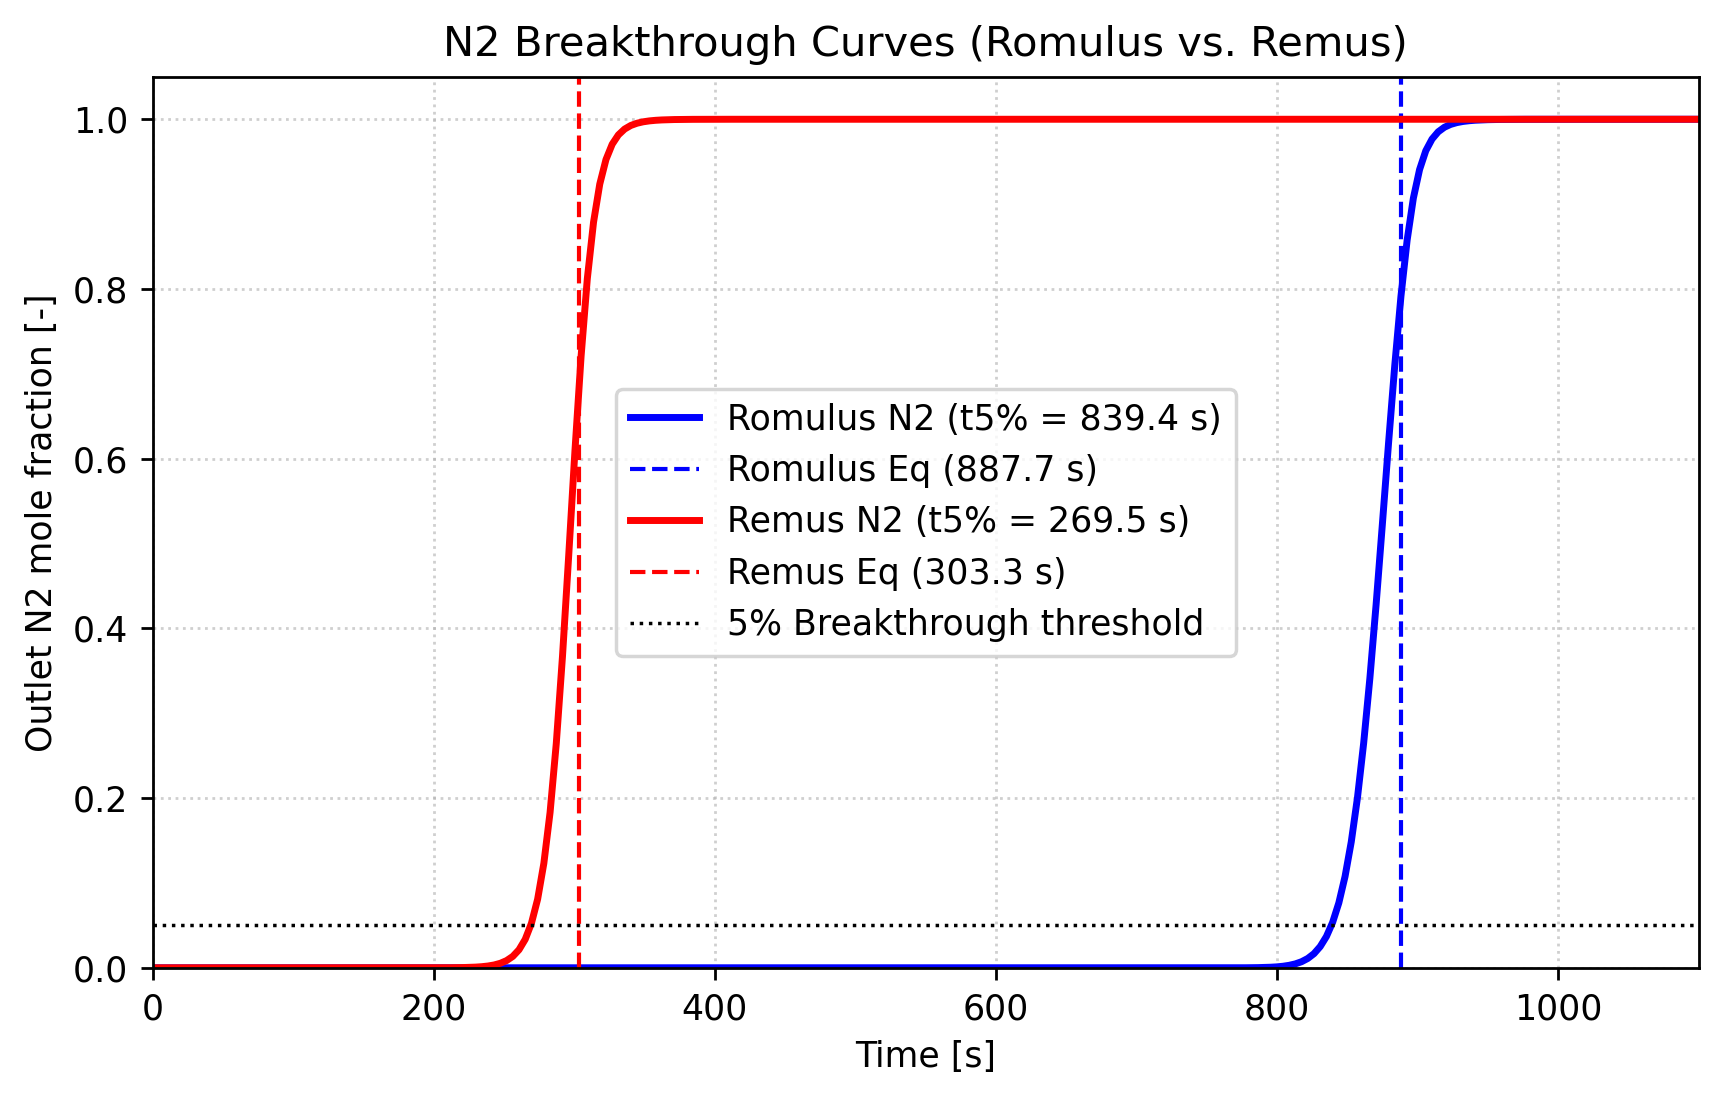 N2 Breakthrough Curves (Romulus vs. Remus)
Outlet N2 mole fraction [-]
1.0
0.8
0.6
0.4
0.2
0.0
Romulus N2 (t5% = 839.4 s)
Romulus Eq (887.7 s)
Remus N2 (t5% = 269.5 s)
Remus Eq (303.3 s)
5% Breakthrough threshold
0 200 400 600 800 1000
Time [s]